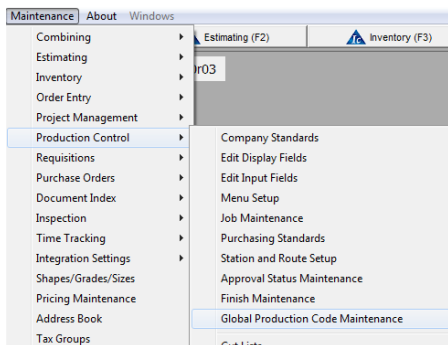 Maintenance About Windows
Combining
Estimating (F2)
Inventory (F3)
Estimating
Inventory
Order Entry
Project Management
Production Control
Company Standards
Requisitions
Edit Display Fields
Purchase Orders
Edit Input Fields
Document Index
Menu Setup
Inspection
Job Maintenance
Time Tracking
Purchasing Standards
Integration Settings
Station and Route Setup
Shapes/Grades/Sizes
Approval Status Maintenance
Pricing Maintenance
Finish Maintenance
Address Book
Global Production Code Maintenance
Tax Groups
Cut Lists